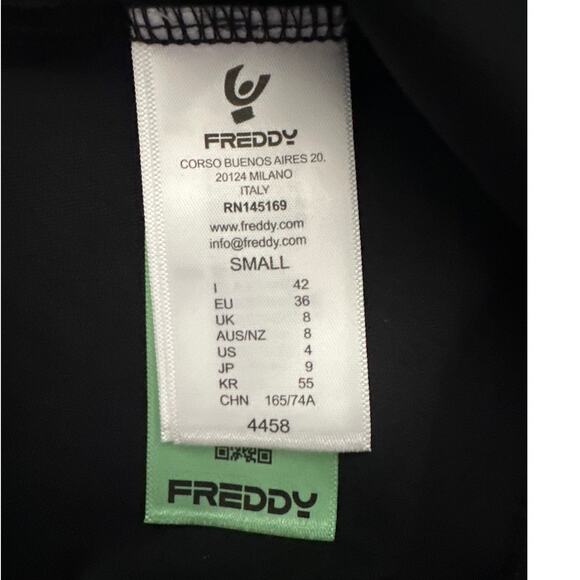 FREDDY
CORSO BUENOS AIRES 20.
20124 MILANO
ITALY
RN145169
www.freddy.com
info@freddy.com
SMALL
I 42
EU 36
UK 8
AUS/NZ 8
US 4
JP 9
KR 55
CHN 165/74A
4458
FREDDY